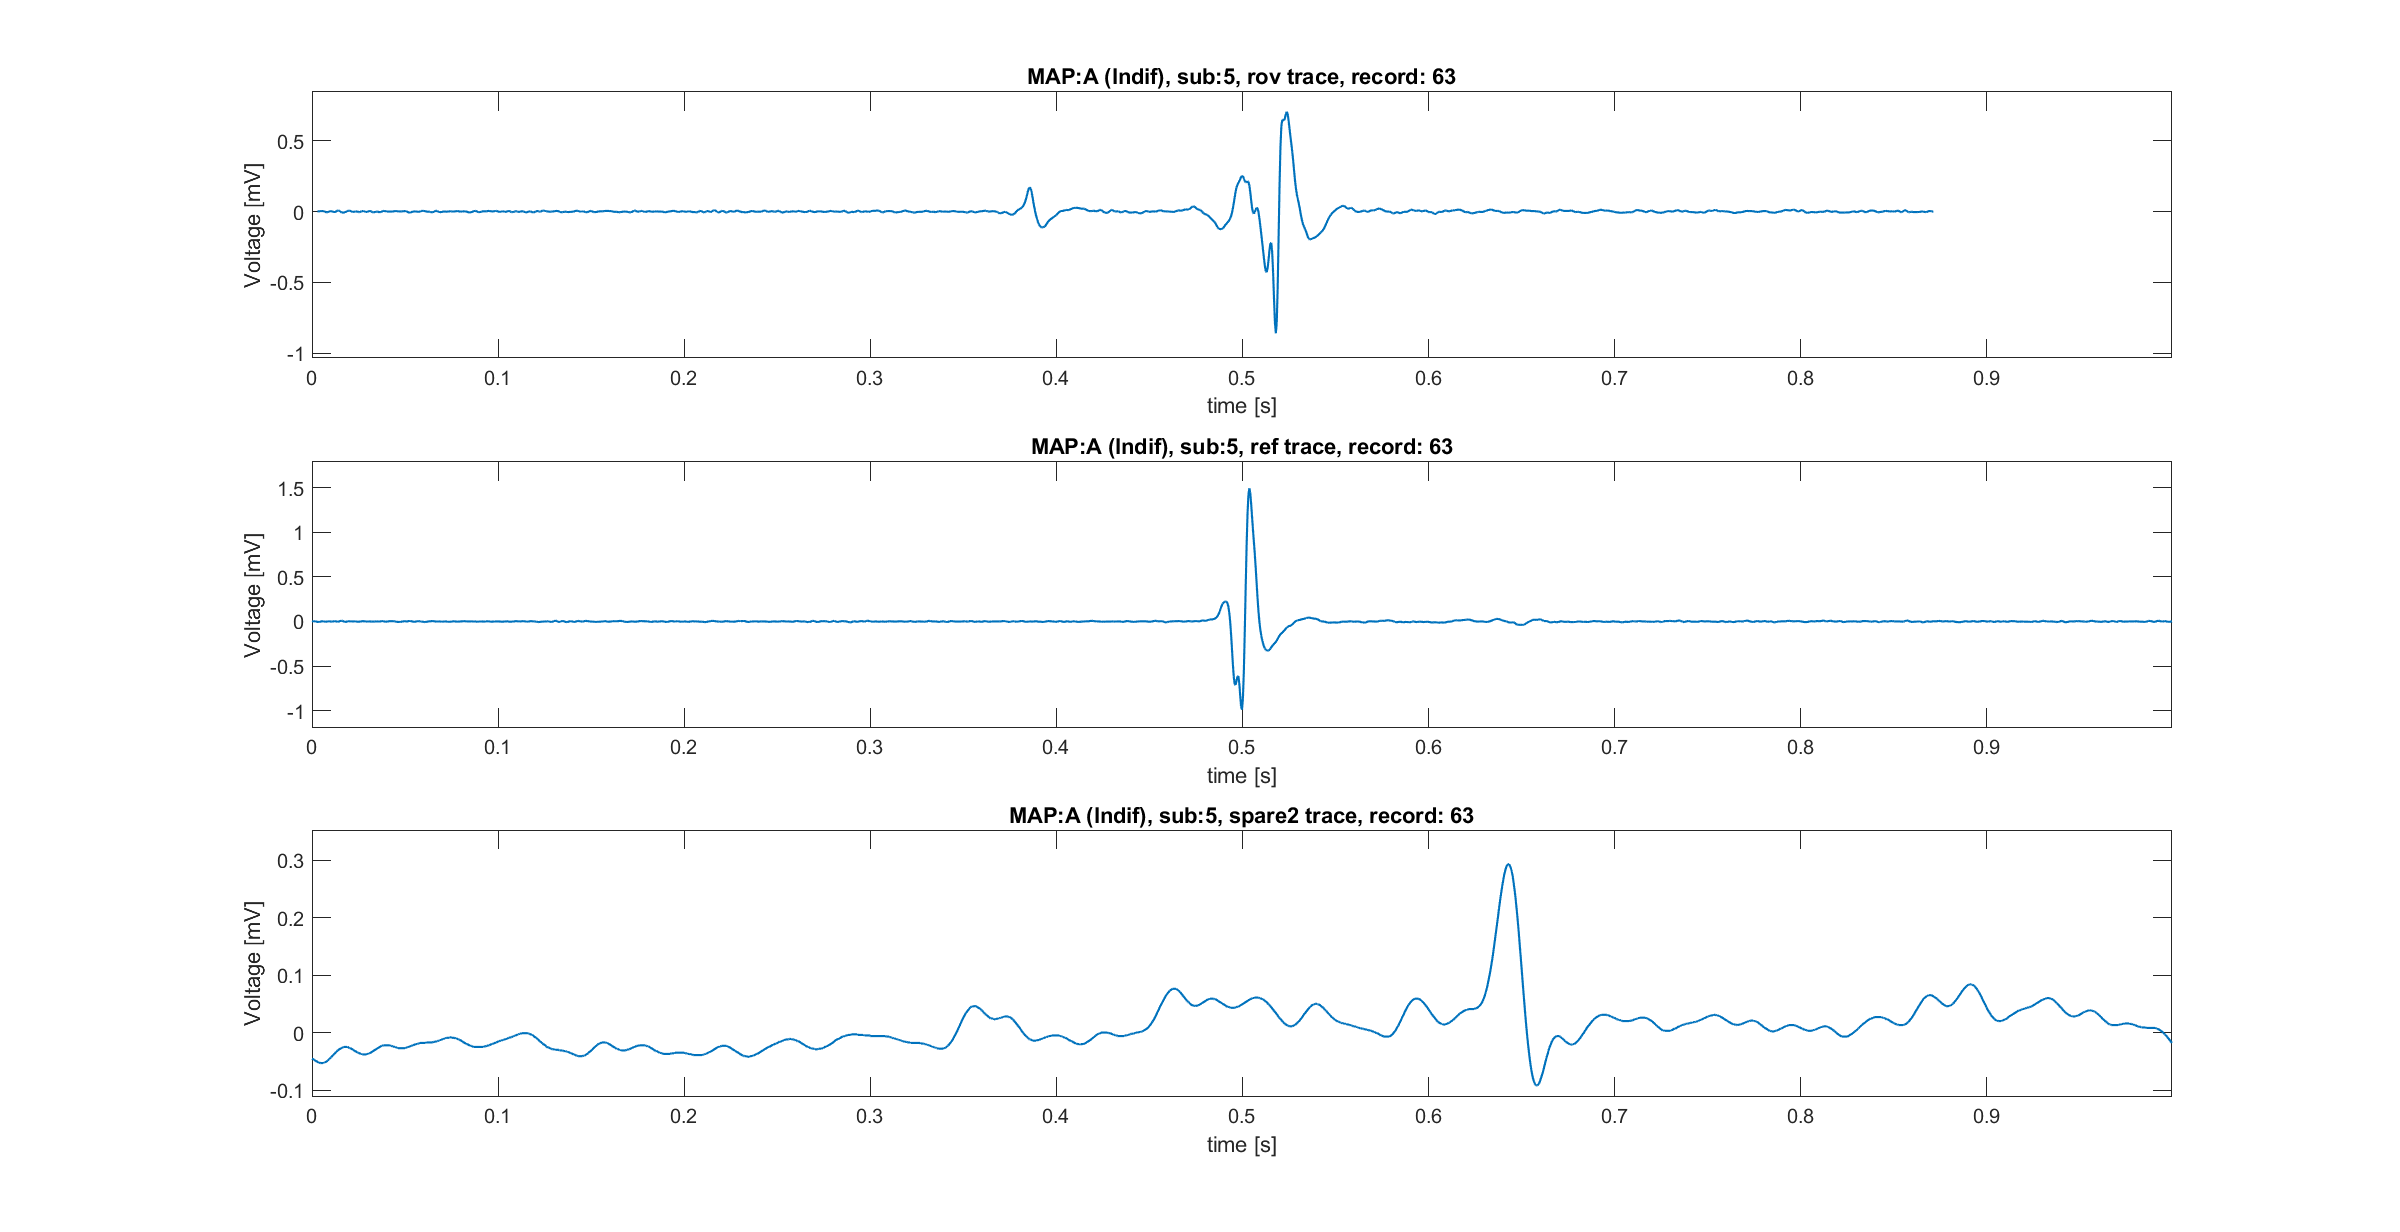 MAP:A (Indif), sub:5, rov trace, record: 63
Voltage [mV]
0.5
0
-0.5
-1
0 0.1 0.2 0.3 0.4 0.5 0.6 0.7 0.8 0.9
time [s]
MAP:A (Indif), sub:5, ref trace, record: 63
Voltage [mV]
1.5
1
0.5
0
-0.5
-1
0 0.1 0.2 0.3 0.4 0.5 0.6 0.7 0.8 0.9
time [s]
MAP:A (Indif), sub:5, spare2 trace, record: 63
Voltage [mV]
0.3
0.2
0.1
0
-0.1
0 0.1 0.2 0.3 0.4 0.5 0.6 0.7 0.8 0.9
time [s]